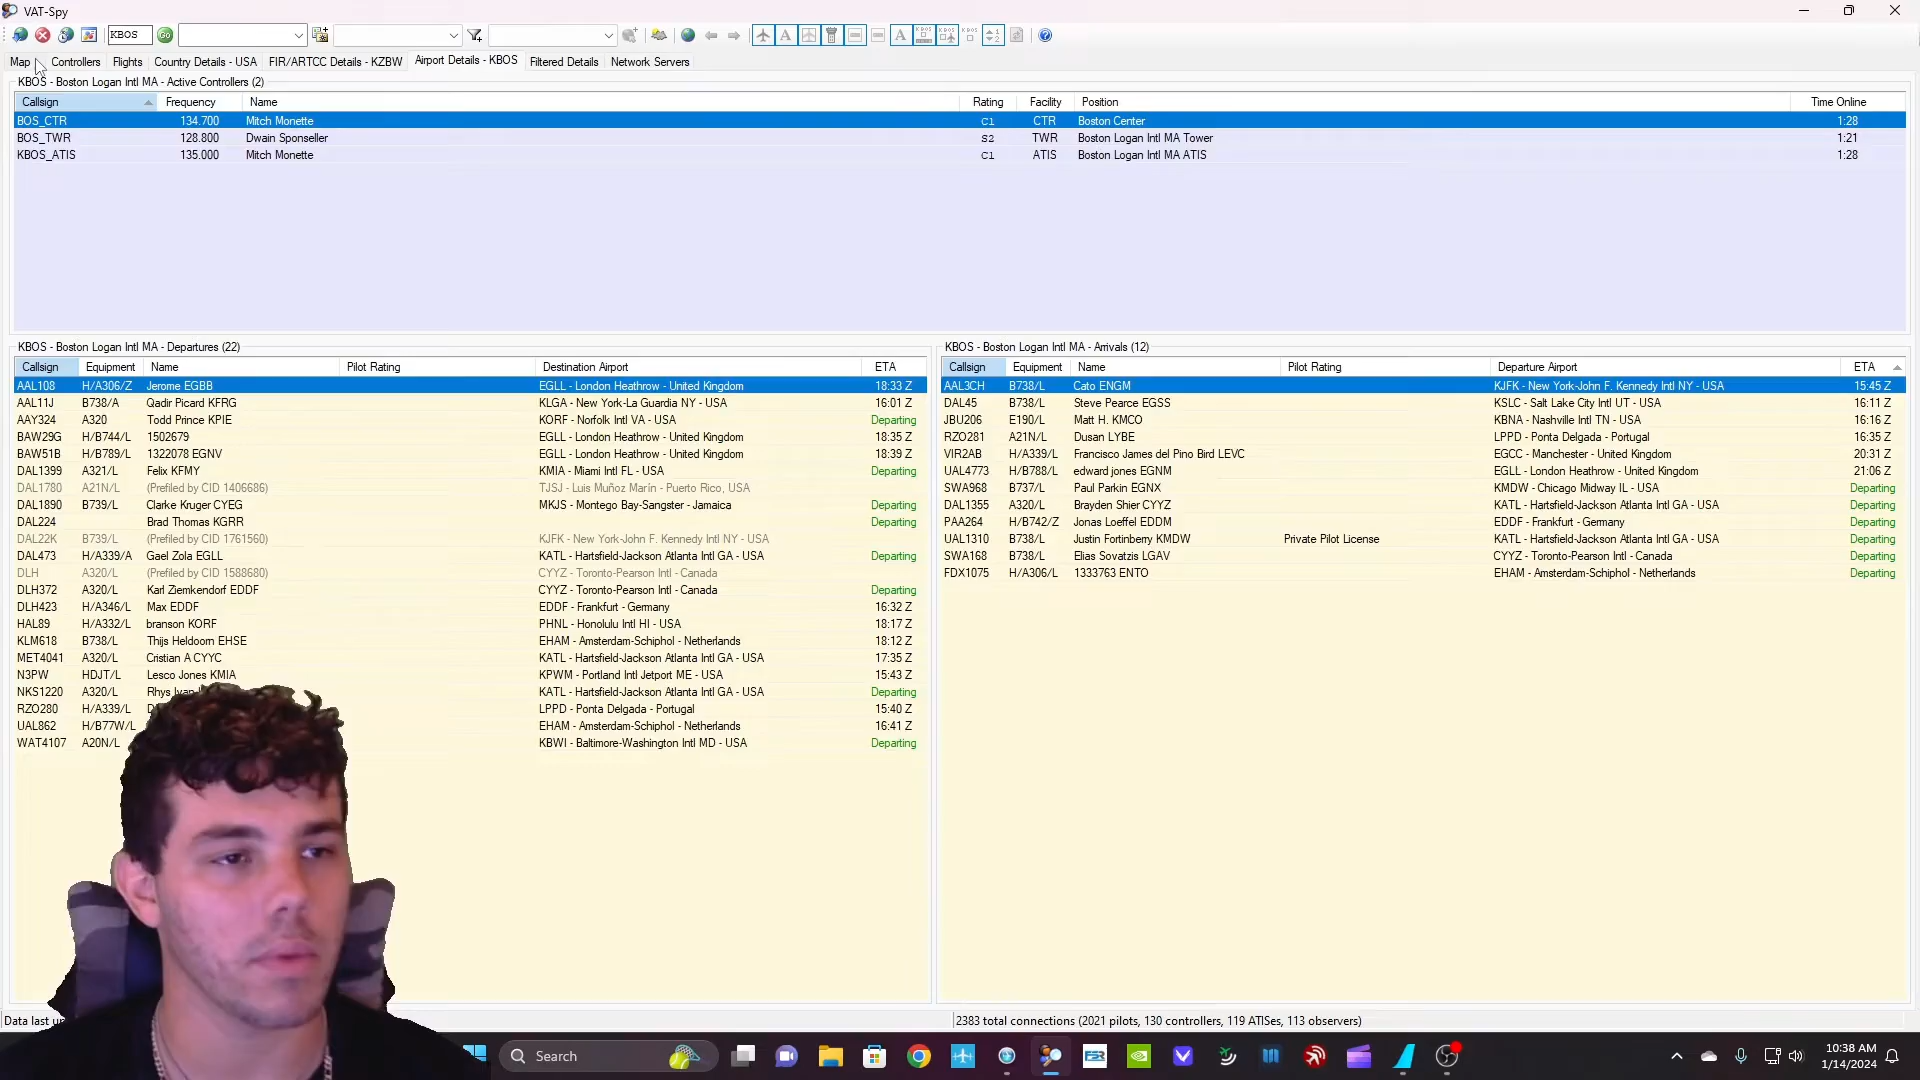 VAT-Spy
KBOS
Go
Map Controllers Flights Country Details - USA FIR/ARTCC Details - KZBW Airport Details - KBOS Filtered Details Network Servers
KBOS - Boston Logan Intl MA - Active Controllers (2)
Callsign Frequency Name Rating Facility Position Time Online
BOS_CTR 134.700 Mitch Monette C1 CTR Boston Center 1:28
BOS_TWR 128.800 Dwain Sponseller S2 TWR Boston Logan Intl MA Tower 1:21
KBOS_ATIS 135.000 Mitch Monette C1 ATIS Boston Logan Intl MA ATIS 1:28
KBOS - Boston Logan Intl MA - Departures (22)
Callsign Equipment Name Pilot Rating Destination Airport ETA
AAL108 H/A306/Z Jerome EGBB EGLL - London Heathrow - United Kingdom 18:33 Z
AAL11J B738/A Qadir Picard KFRG KLGA - New York-La Guardia NY - USA 16:01 Z
AAY324 A320 Todd Prince KPIE KORF - Norfolk Intl VA - USA Departing
BAW29G H/B744/L 1502679 EGLL - London Heathrow - United Kingdom 18:35 Z
BAW51B H/B789/L 1322078 EGNV EGLL - London Heathrow - United Kingdom 18:39 Z
DAL1399 A321/L Felix KFMY KMIA - Miami Intl FL - USA Departing
DAL1780 A21N/L (Prefiled by CID 1406686) TJSJ - Luis Muñoz Marín - Puerto Rico, USA
DAL1890 B739/L Clarke Kruger CYEG MKJS - Montego Bay-Sangster - Jamaica Departing
DAL224 Brad Thomas KGRR Departing
DAL22K B739/L (Prefiled by CID 1761560) KJFK - New York-John F. Kennedy Intl NY - USA
DAL473 H/A339/A Gael Zola EGLL KATL - Hartsfield-Jackson Atlanta Intl GA - USA Departing
DLH A320/L (Prefiled by CID 1588680) CYYZ - Toronto-Pearson Intl - Canada
DLH372 A320/L Karl Ziemkendorf EDDF CYYZ - Toronto-Pearson Intl - Canada Departing
DLH423 H/A346/L Max EDDF EDDF - Frankfurt - Germany 16:32 Z
HAL89 H/A332/L branson KORF PHNL - Honolulu Intl HI - USA 18:17 Z
KLM618 B738/L Thijs Heldoorn EHSE EHAM - Amsterdam-Schiphol - Netherlands 18:12 Z
MET4041 A320/L Cristian A CYYC KATL - Hartsfield-Jackson Atlanta Intl GA - USA 17:35 Z
N3PW HDJT/L Lesco Jones KMIA KPWM - Portland Intl Jetport ME - USA 15:43 Z
NKS1220 A320/L Rhys KATL - Hartsfield-Jackson Atlanta Intl GA - USA Departing
RZO280 H/A339/L LPPD - Ponta Delgada - Portugal 15:40 Z
UAL862 H/B77W/L EHAM - Amsterdam-Schiphol - Netherlands 16:41 Z
WAT4107 A20N/L KBWI - Baltimore-Washington Intl MD - USA Departing
KBOS - Boston Logan Intl MA - Arrivals (12)
Callsign Equipment Name Pilot Rating Departure Airport ETA
AAL3CH B738/L Cato ENGM KJFK - New York-John F. Kennedy Intl NY - USA 15:45 Z
DAL45 B738/L Steve Pearce EGSS KSLC - Salt Lake City Intl UT - USA 16:11 Z
JBU206 E190/L Matt H. KMCO KBNA - Nashville Intl TN - USA 16:16 Z
RZO281 A21N/L Dusan LYBE LPPD - Ponta Delgada - Portugal 16:35 Z
VIR2AB H/A339/L Francisco James del Pino Bird LEVC EGCC - Manchester - United Kingdom 20:31 Z
UAL4773 H/B788/L edward jones EGNM EGLL - London Heathrow - United Kingdom 21:06 Z
SWA968 B737/L Paul Parkin EGNX KMDW - Chicago Midway IL - USA Departing
DAL1355 A320/L Brayden Shier CYYZ KATL - Hartsfield-Jackson Atlanta Intl GA - USA Departing
PAA264 H/B742/Z Jonas Loeffel EDDM EDDF - Frankfurt - Germany Departing
UAL1310 B738/L Justin Fortinberry KMDW Private Pilot License KATL - Hartsfield-Jackson Atlanta Intl GA - USA Departing
SWA168 B738/L Elias Sovatzis LGAV CYYZ - Toronto-Pearson Intl - Canada Departing
FDX1075 H/A306/L 1333763 ENTO EHAM - Amsterdam-Schiphol - Netherlands Departing
Data last
2383 total connections (2021 pilots, 130 controllers, 119 ATISes, 113 observers)
Search
10:38 AM
1/14/2024